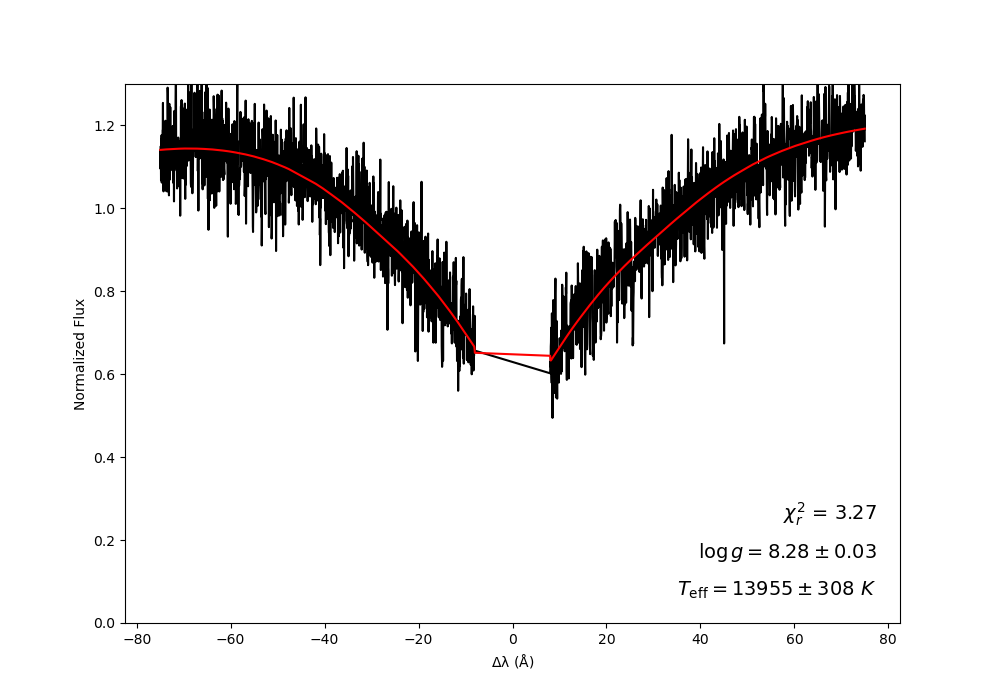 1.2
1.0
0.8
0.6
0.4
0.2
0.0
Normalized Flux
χ²ᵣ = 3.27
log g = 8.28 ± 0.03
T_eff = 13955 ± 308 K
−80 −60 −40 −20 0 20 40 60 80
Δλ (Å)